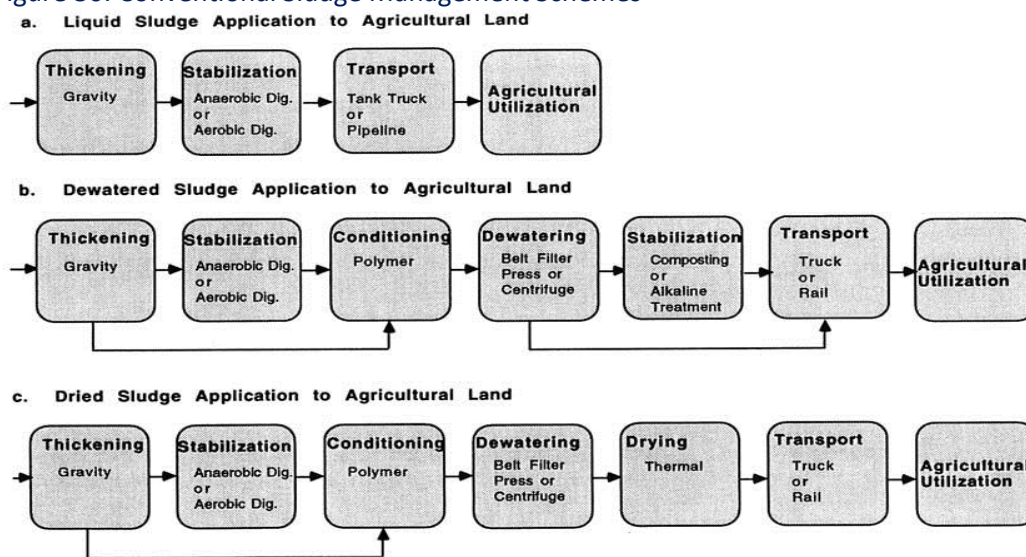 a. Liquid Sludge Application to Agricultural Land
Thickening
Gravity
Stabilization
Anaerobic Dig.
or
Aerobic Dig.
Transport
Tank Truck
or
Pipeline
Agricultural
Utilization
b. Dewatered Sludge Application to Agricultural Land
Thickening
Gravity
Stabilization
Anaerobic Dig.
or
Aerobic Dig.
Conditioning
Polymer
Dewatering
Belt Filter
Press or
Centrifuge
Stabilization
Composting
or
Alkaline
Treatment
Transport
Truck
or
Rail
Agricultural
Utilization
c. Dried Sludge Application to Agricultural Land
Thickening
Gravity
Stabilization
Anaerobic Dig.
or
Aerobic Dig.
Conditioning
Polymer
Dewatering
Belt Filter
Press or
Centrifuge
Drying
Thermal
Transport
Truck
or
Rail
Agricultural
Utilization